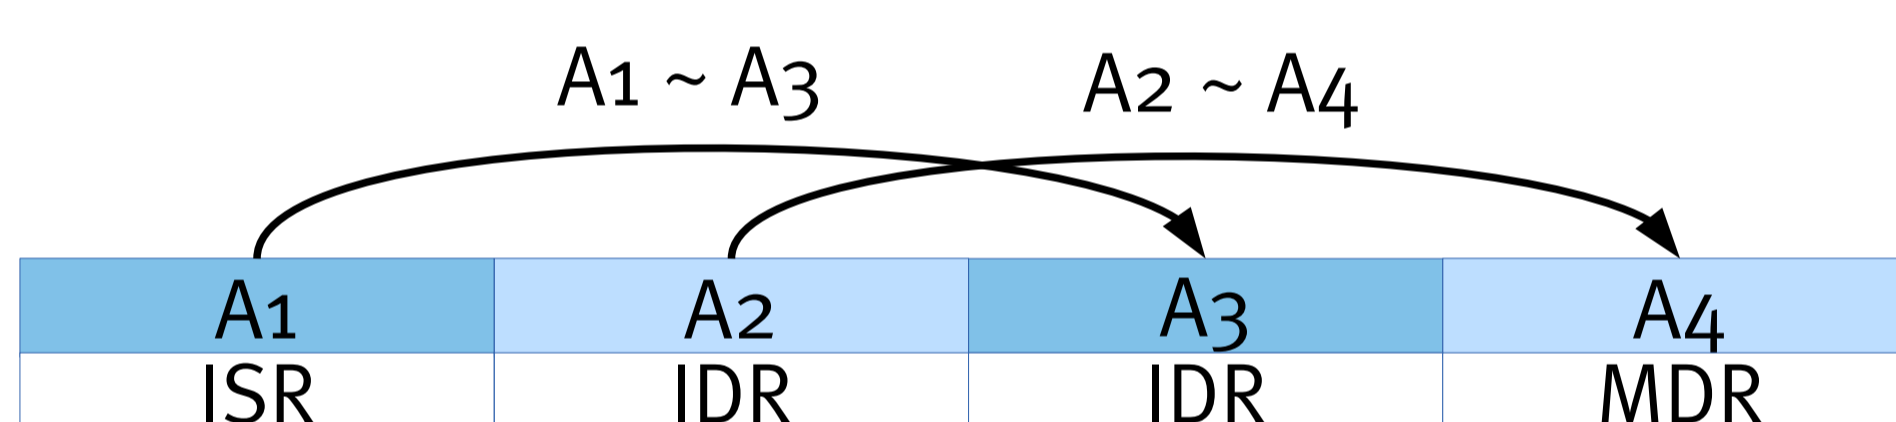 A1 ~ A3 A2 ~ A4
A1 A2 A3 A4
ISR IDR IDR MDR